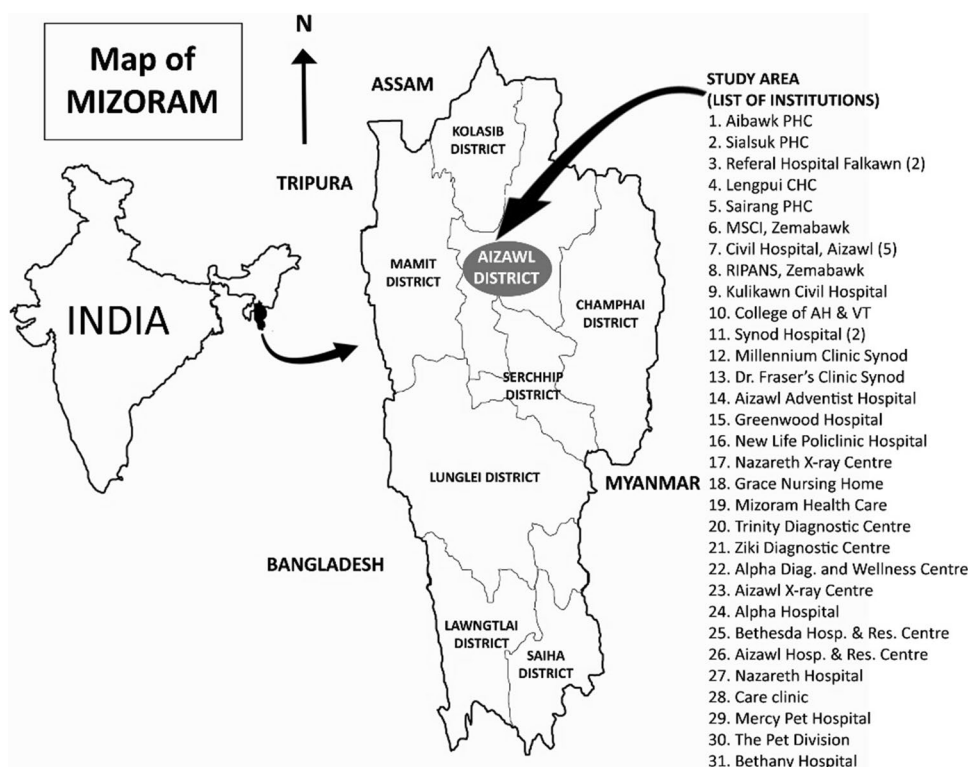 Map of
MIZORAM
N
ASSAM
TRIPURA
INDIA
KOLASIB
DISTRICT
MAMIT
DISTRICT
AIZAWL
DISTRICT
CHAMPHAI
DISTRICT
SERCHHIP
DISTRICT
LUNGLEI DISTRICT
MYANMAR
BANGLADESH
LAWNGTLAI
DISTRICT
SAIHA
DISTRICT
STUDY AREA
(LIST OF INSTITUTIONS)
1. Aibawk PHC
2. Sialsuk PHC
3. Referal Hospital Falkawn (2)
4. Lengpui CHC
5. Sairang PHC
6. MSCI, Zemabawk
7. Civil Hospital, Aizawl (5)
8. RIPANS, Zemabawk
9. Kulikawn Civil Hospital
10. College of AH & VT
11. Synod Hospital (2)
12. Millennium Clinic Synod
13. Dr. Fraser's Clinic Synod
14. Aizawl Adventist Hospital
15. Greenwood Hospital
16. New Life Policlinic Hospital
17. Nazareth X-ray Centre
18. Grace Nursing Home
19. Mizoram Health Care
20. Trinity Diagnostic Centre
21. Ziki Diagnostic Centre
22. Alpha Diag. and Wellness Centre
23. Aizawl X-ray Centre
24. Alpha Hospital
25. Bethesda Hosp. & Res. Centre
26. Aizawl Hosp. & Res. Centre
27. Nazareth Hospital
28. Care clinic
29. Mercy Pet Hospital
30. The Pet Division
31. Bethany Hospital